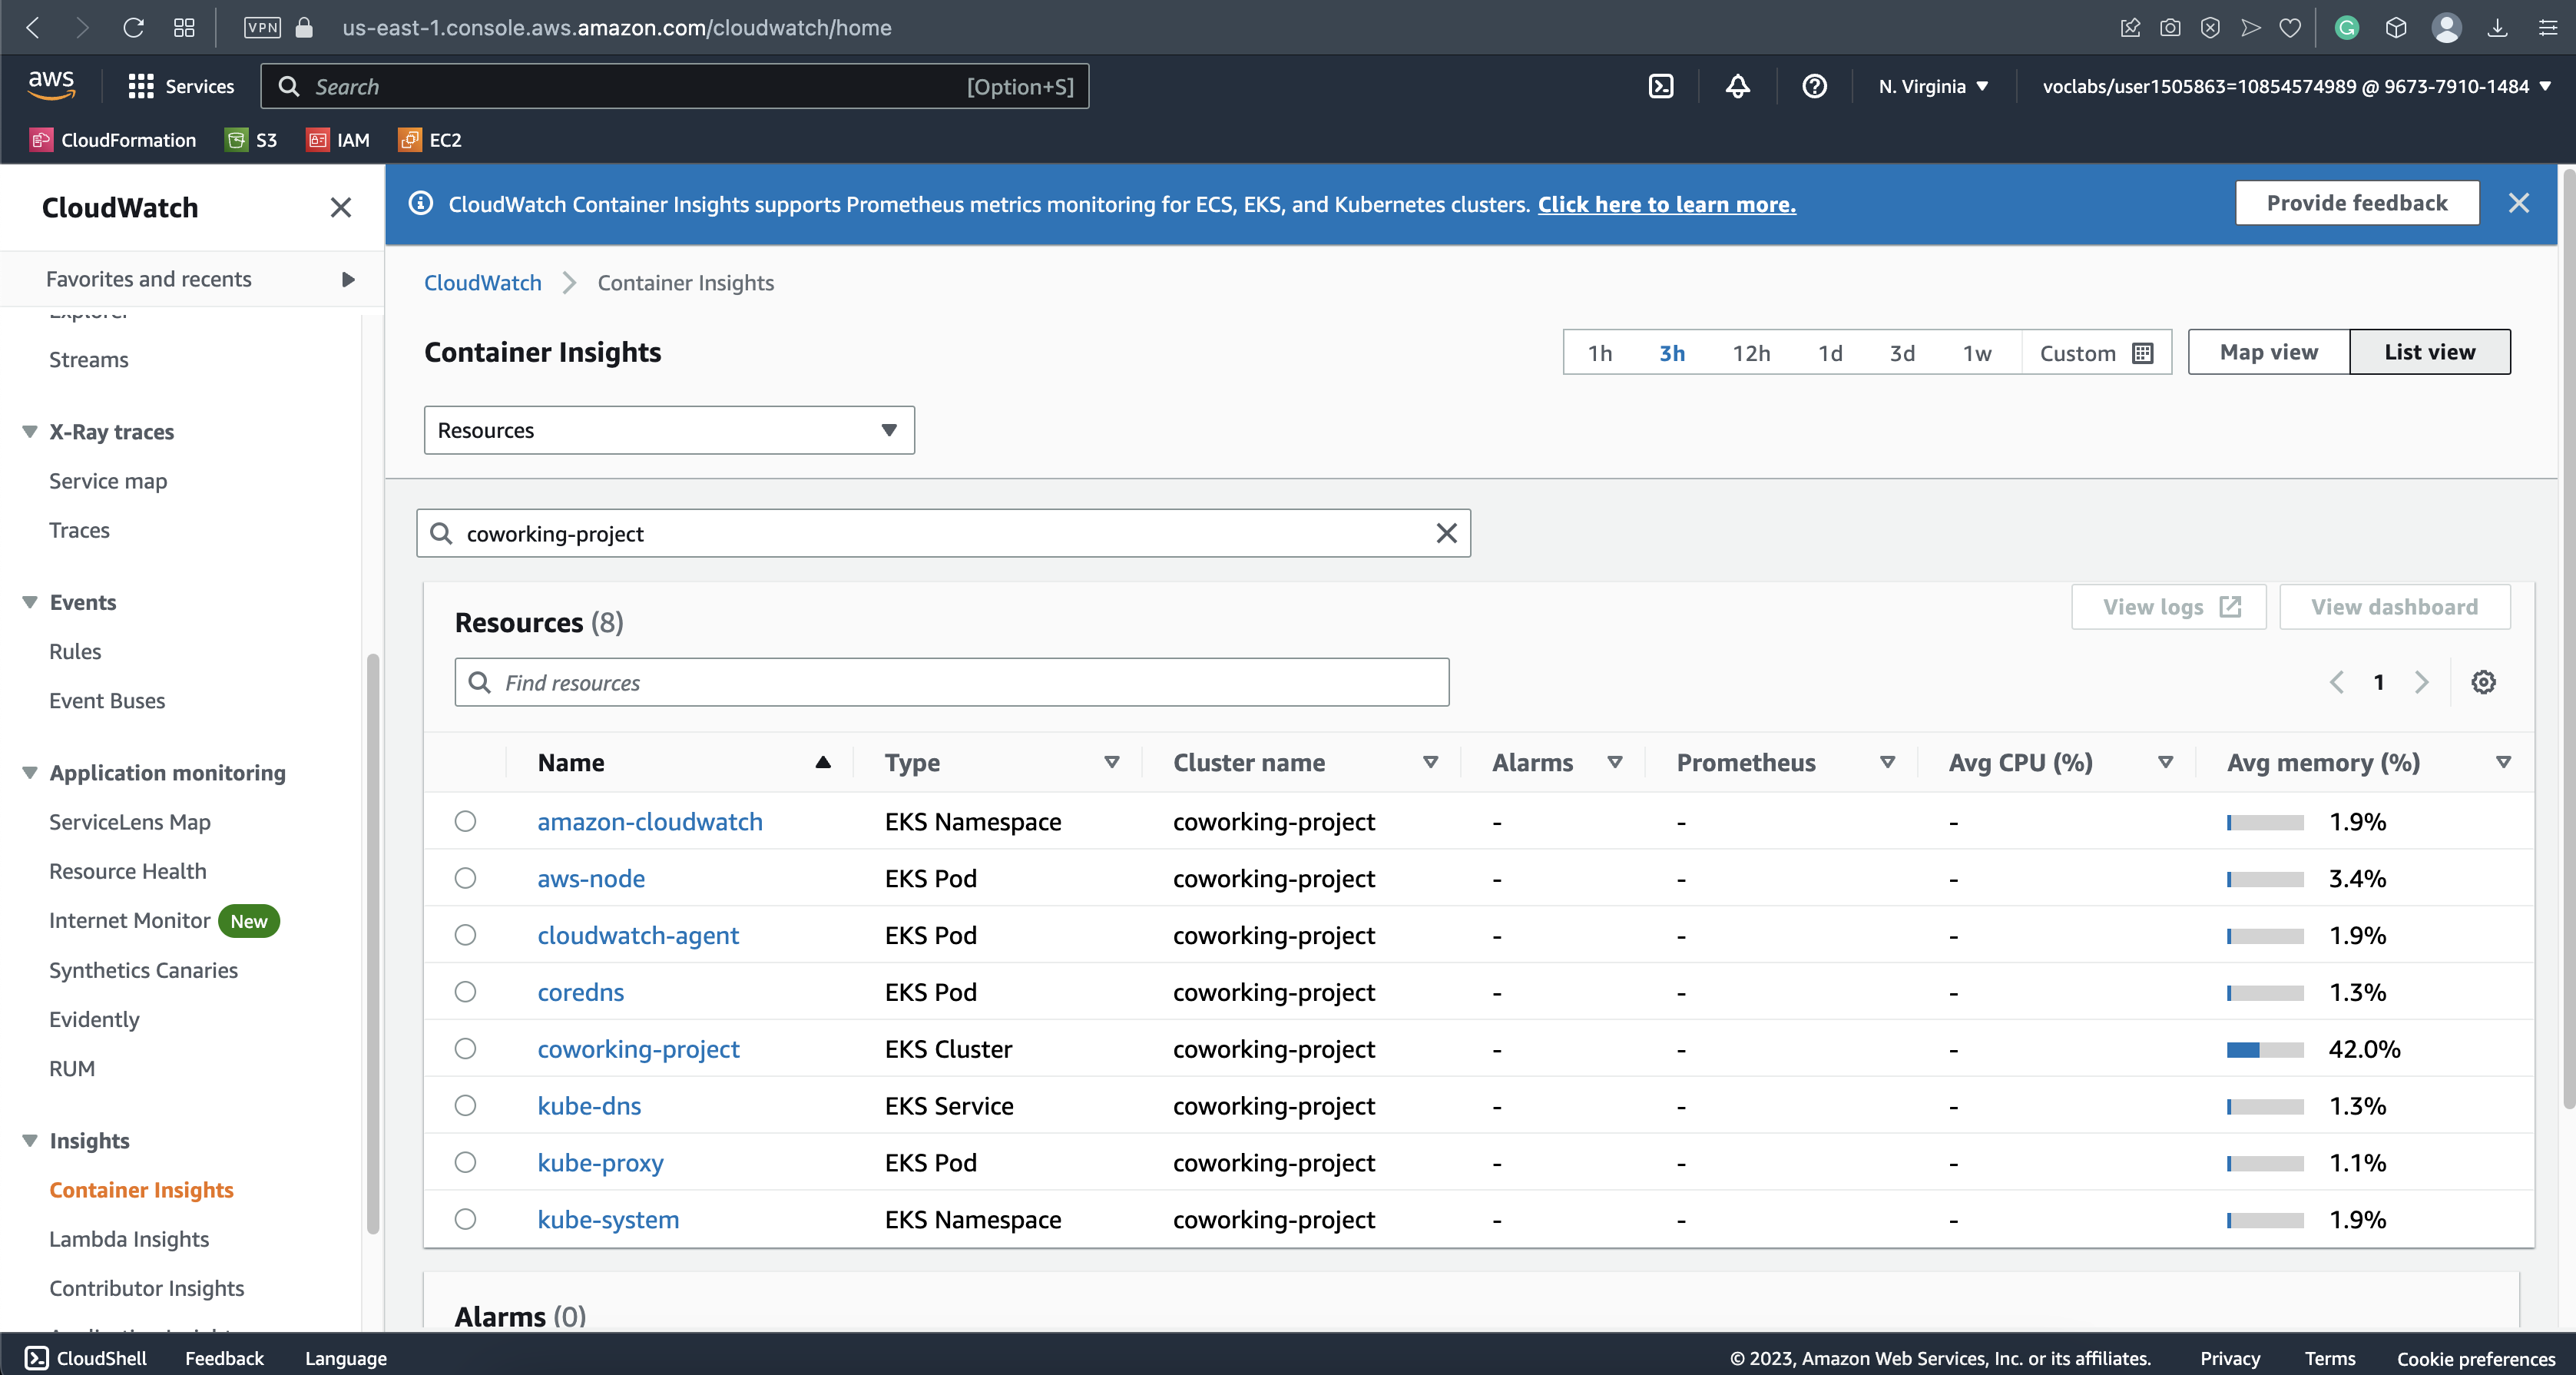 VPN us-east-1.console.aws.amazon.com/cloudwatch/home
aws Services Search [Option+S] N. Virginia voclabs/user1505863=10854574989 @ 9673-7910-1484
CloudFormation S3 IAM EC2
CloudWatch
Favorites and recents
Explorer
Streams
X-Ray traces
Service map
Traces
Events
Rules
Event Buses
Application monitoring
ServiceLens Map
Resource Health
Internet Monitor New
Synthetics Canaries
Evidently
RUM
Insights
Container Insights
Lambda Insights
Contributor Insights
CloudWatch Container Insights supports Prometheus metrics monitoring for ECS, EKS, and Kubernetes clusters. Click here to learn more. Provide feedback
CloudWatch Container Insights
Container Insights 1h 3h 12h 1d 3d 1w Custom Map view List view
Resources
coworking-project
Resources (8) View logs View dashboard
Find resources 1
Name Type Cluster name Alarms Prometheus Avg CPU (%) Avg memory (%)
amazon-cloudwatch EKS Namespace coworking-project - - - 1.9%
aws-node EKS Pod coworking-project - - - 3.4%
cloudwatch-agent EKS Pod coworking-project - - - 1.9%
coredns EKS Pod coworking-project - - - 1.3%
coworking-project EKS Cluster coworking-project - - - 42.0%
kube-dns EKS Service coworking-project - - - 1.3%
kube-proxy EKS Pod coworking-project - - - 1.1%
kube-system EKS Namespace coworking-project - - - 1.9%
Alarms (0)
CloudShell Feedback Language © 2023, Amazon Web Services, Inc. or its affiliates. Privacy Terms Cookie preferences